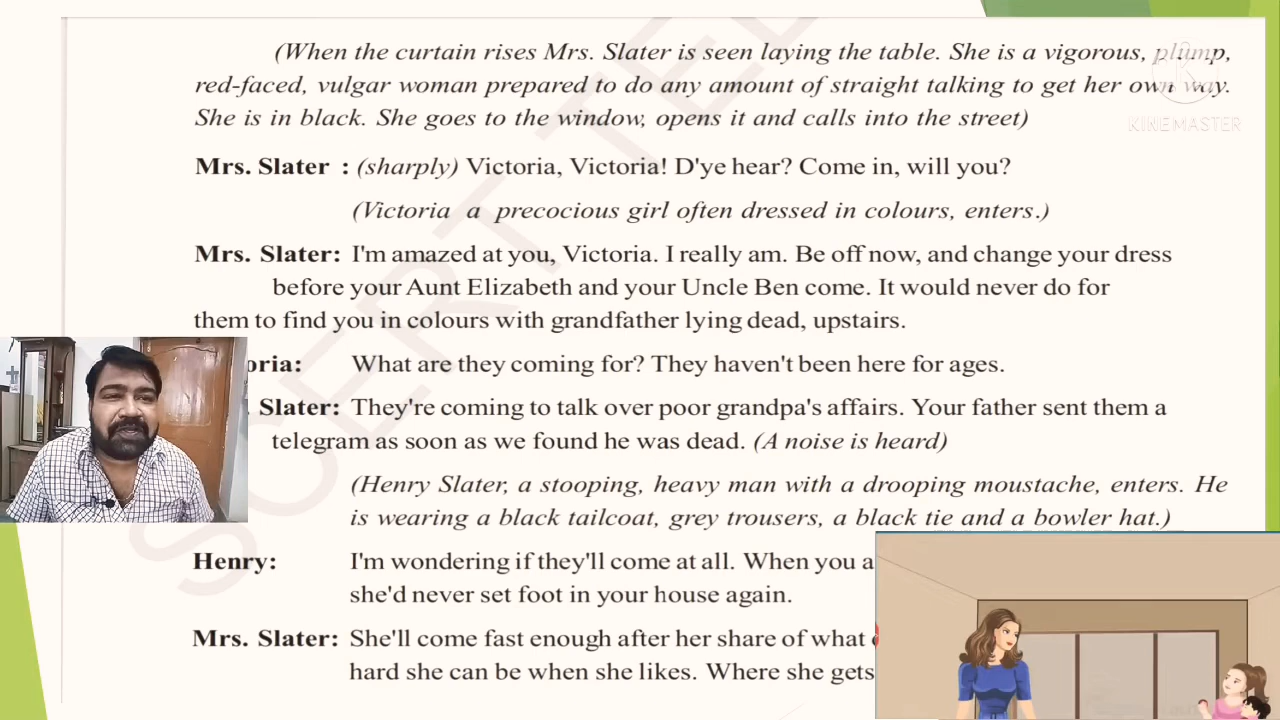 (When the curtain rises Mrs. Slater is seen laying the table. She is a vigorous, plump,
red-faced, vulgar woman prepared to do any amount of straight talking to get her own way.
She is in black. She goes to the window, opens it and calls into the street)
KINEMASTER
Mrs. Slater : (sharply) Victoria, Victoria! D'ye hear? Come in, will you?
(Victoria a precocious girl often dressed in colours, enters.)
Mrs. Slater: I'm amazed at you, Victoria. I really am. Be off now, and change your dress
before your Aunt Elizabeth and your Uncle Ben come. It would never do for
them to find you in colours with grandfather lying dead, upstairs.
oria: What are they coming for? They haven't been here for ages.
Slater: They're coming to talk over poor grandpa's affairs. Your father sent them a
telegram as soon as we found he was dead. (A noise is heard)
(Henry Slater, a stooping, heavy man with a drooping moustache, enters. He
is wearing a black tailcoat, grey trousers, a black tie and a bowler hat.)
Henry: I'm wondering if they'll come at all. When you a
she'd never set foot in your house again.
Mrs. Slater: She'll come fast enough after her share of what
hard she can be when she likes. Where she gets
SCERT TE